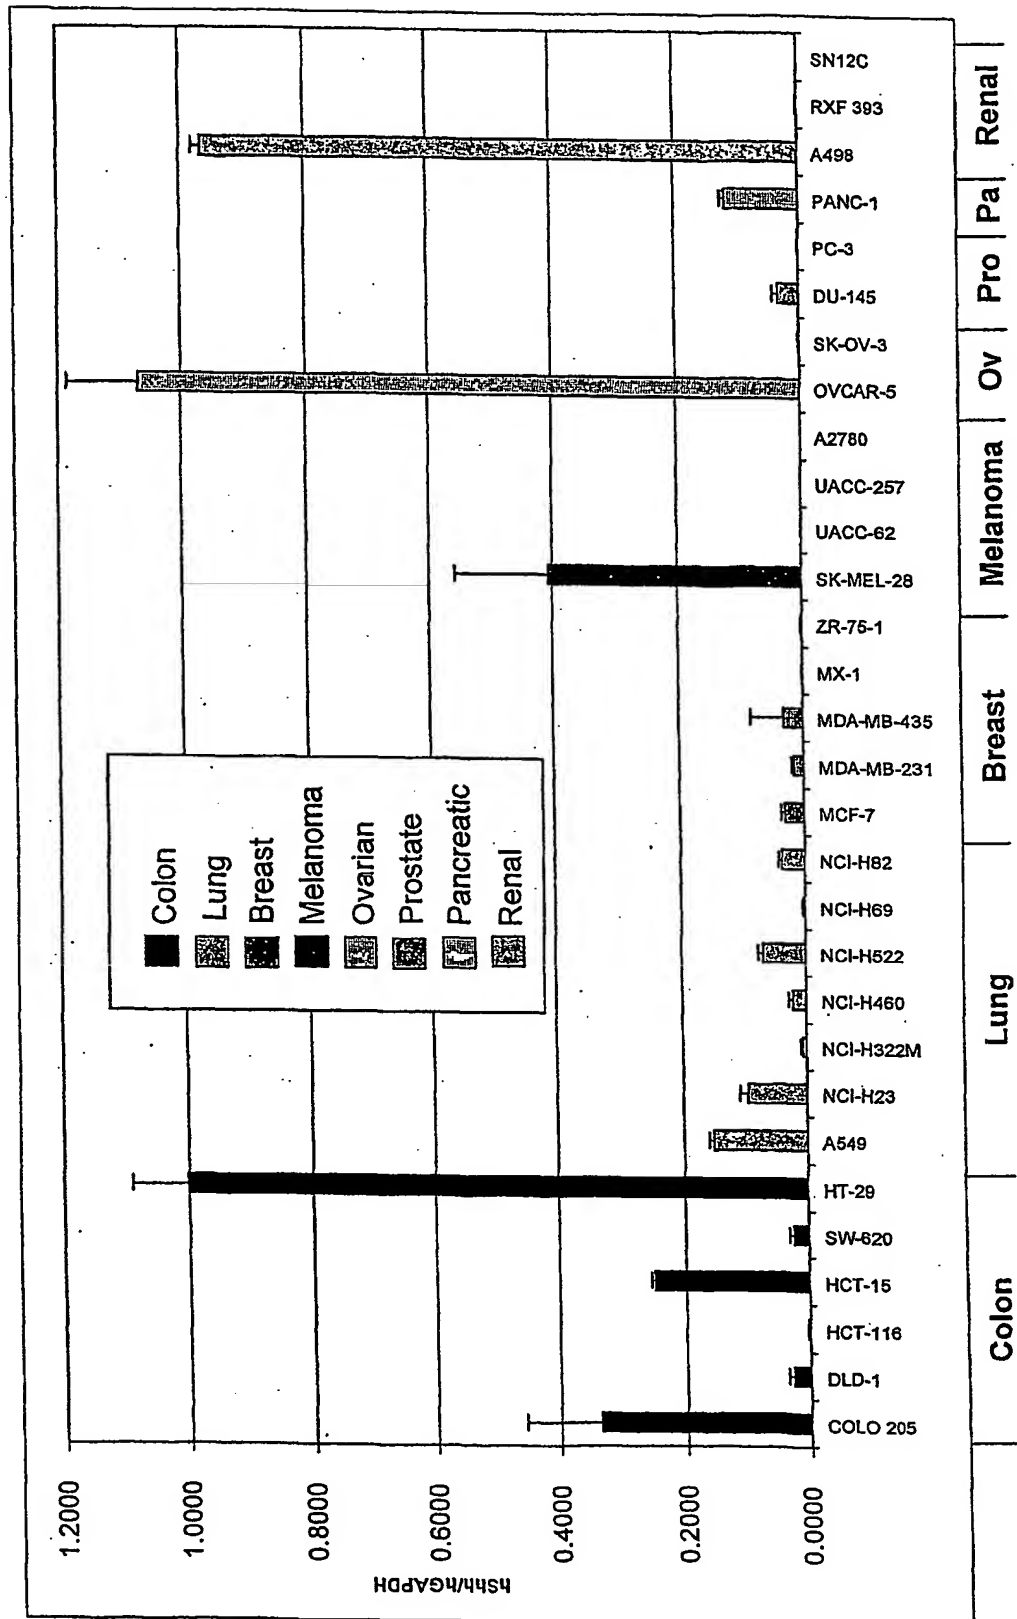 hShh/hGAPDH
1.2000
1.0000
0.8000
0.6000
0.4000
0.2000
0.0000
Colon
Lung
Breast
Melanoma
Ovarian
Prostate
Pancreatic
Renal
COLO 205
DLD-1
HCT-116
HCT-15
SW-620
HT-29
A549
NCI-H23
NCI-H322M
NCI-H460
NCI-H522
NCI-H69
NCI-H82
MCF-7
MDA-MB-231
MDA-MB-435
MX-1
ZR-75-1
SK-MEL-28
UACC-62
UACC-257
A2780
OVCAR-5
SK-OV-3
DU-145
PC-3
PANC-1
A498
RXF 393
SN12C
Colon
Lung
Breast
Melanoma
Ov
Pro
Pa
Renal